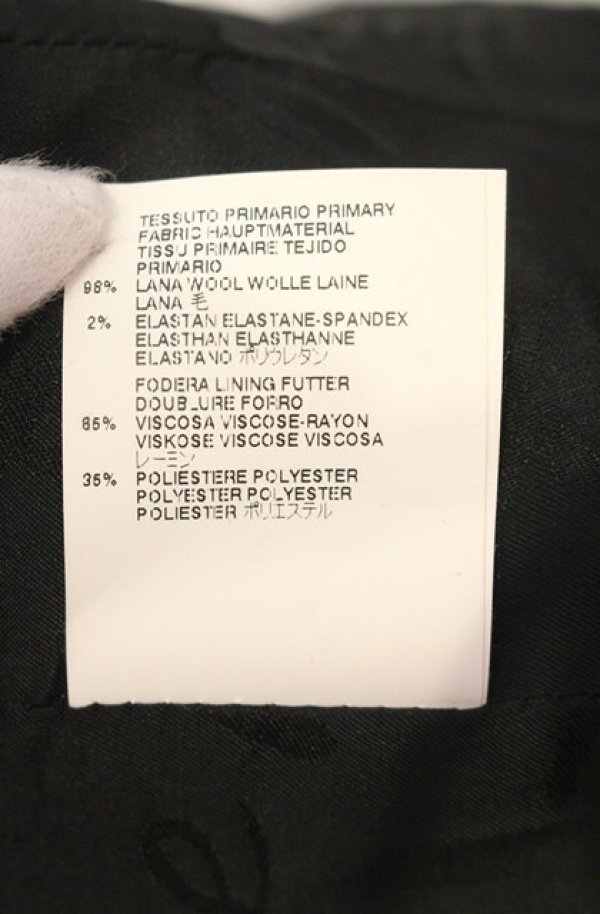 TESSUTO PRIMARIO PRIMARY
FABRIC HAUPTMATERIAL
TISSU PRIMAIRE TEJIDO
PRIMARIO
98% LANA WOOL WOLLE LAINE
LANA 毛
2% ELASTAN ELASTANE-SPANDEX
ELASTHAN ELASTHANNE
ELASTANO ポリウレタン
FODERA LINING FUTTER
DOUBLURE FORRO
65% VISCOSA VISCOSE-RAYON
VISKOSE VISCOSE VISCOSA
レーヨン
35% POLIESTERE POLYESTER
POLYESTER POLYESTER
POLIESTER ポリエステル